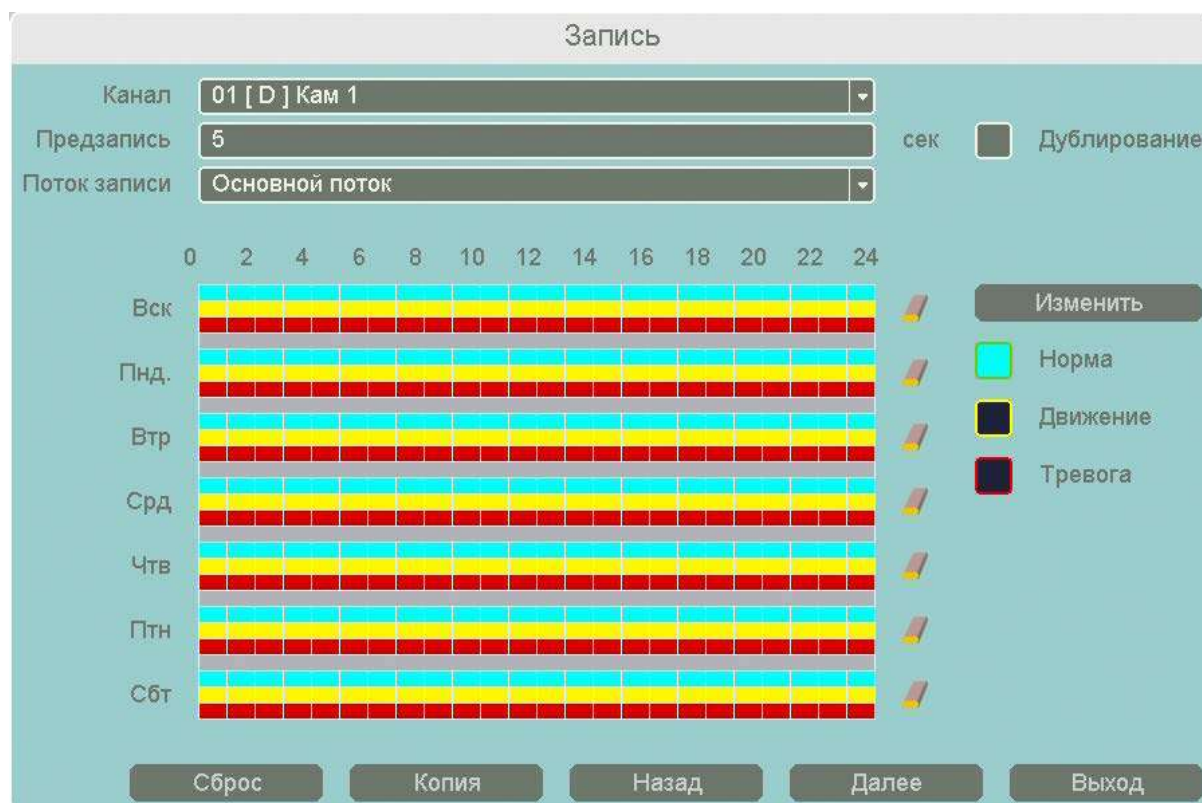 Запись
Канал 01 [ D ] Кам 1
Предзапись 5 сек Дублирование
Поток записи Основной поток
0 2 4 6 8 10 12 14 16 18 20 22 24
Вск Изменить
Пнд. Норма
Втр Движение
Срд Тревога
Чтв
Птн
Сбт
Сброс Копия Назад Далее Выход